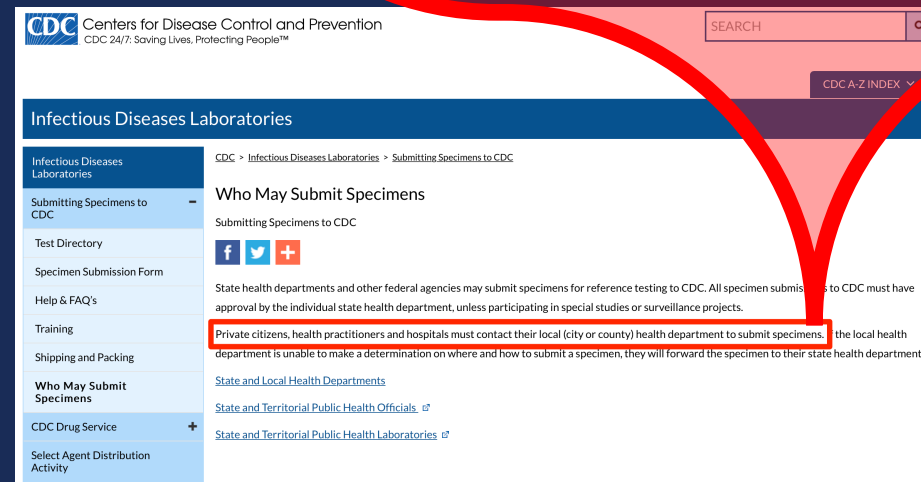 CDC Centers for Disease Control and Prevention
CDC 24/7: Saving Lives, Protecting People™
SEARCH
CDC A-Z INDEX
Infectious Diseases Laboratories
Infectious Diseases
Laboratories
Submitting Specimens to
CDC
Test Directory
Specimen Submission Form
Help & FAQ's
Training
Shipping and Packing
Who May Submit
Specimens
CDC Drug Service
Select Agent Distribution
Activity
CDC > Infectious Diseases Laboratories > Submitting Specimens to CDC
Who May Submit Specimens
Submitting Specimens to CDC
State health departments and other federal agencies may submit specimens for reference testing to CDC. All specimen to CDC must have
approval by the individual state health department, unless participating in special studies or surveillance projects.
Private citizens, health practitioners and hospitals must contact their local (city or county) health department to submit specimens. the local health
department is unable to make a determination on where and how to submit a specimen, they will forward the specimen to their state health department
State and Local Health Departments
State and Territorial Public Health Officials
State and Territorial Public Health Laboratories